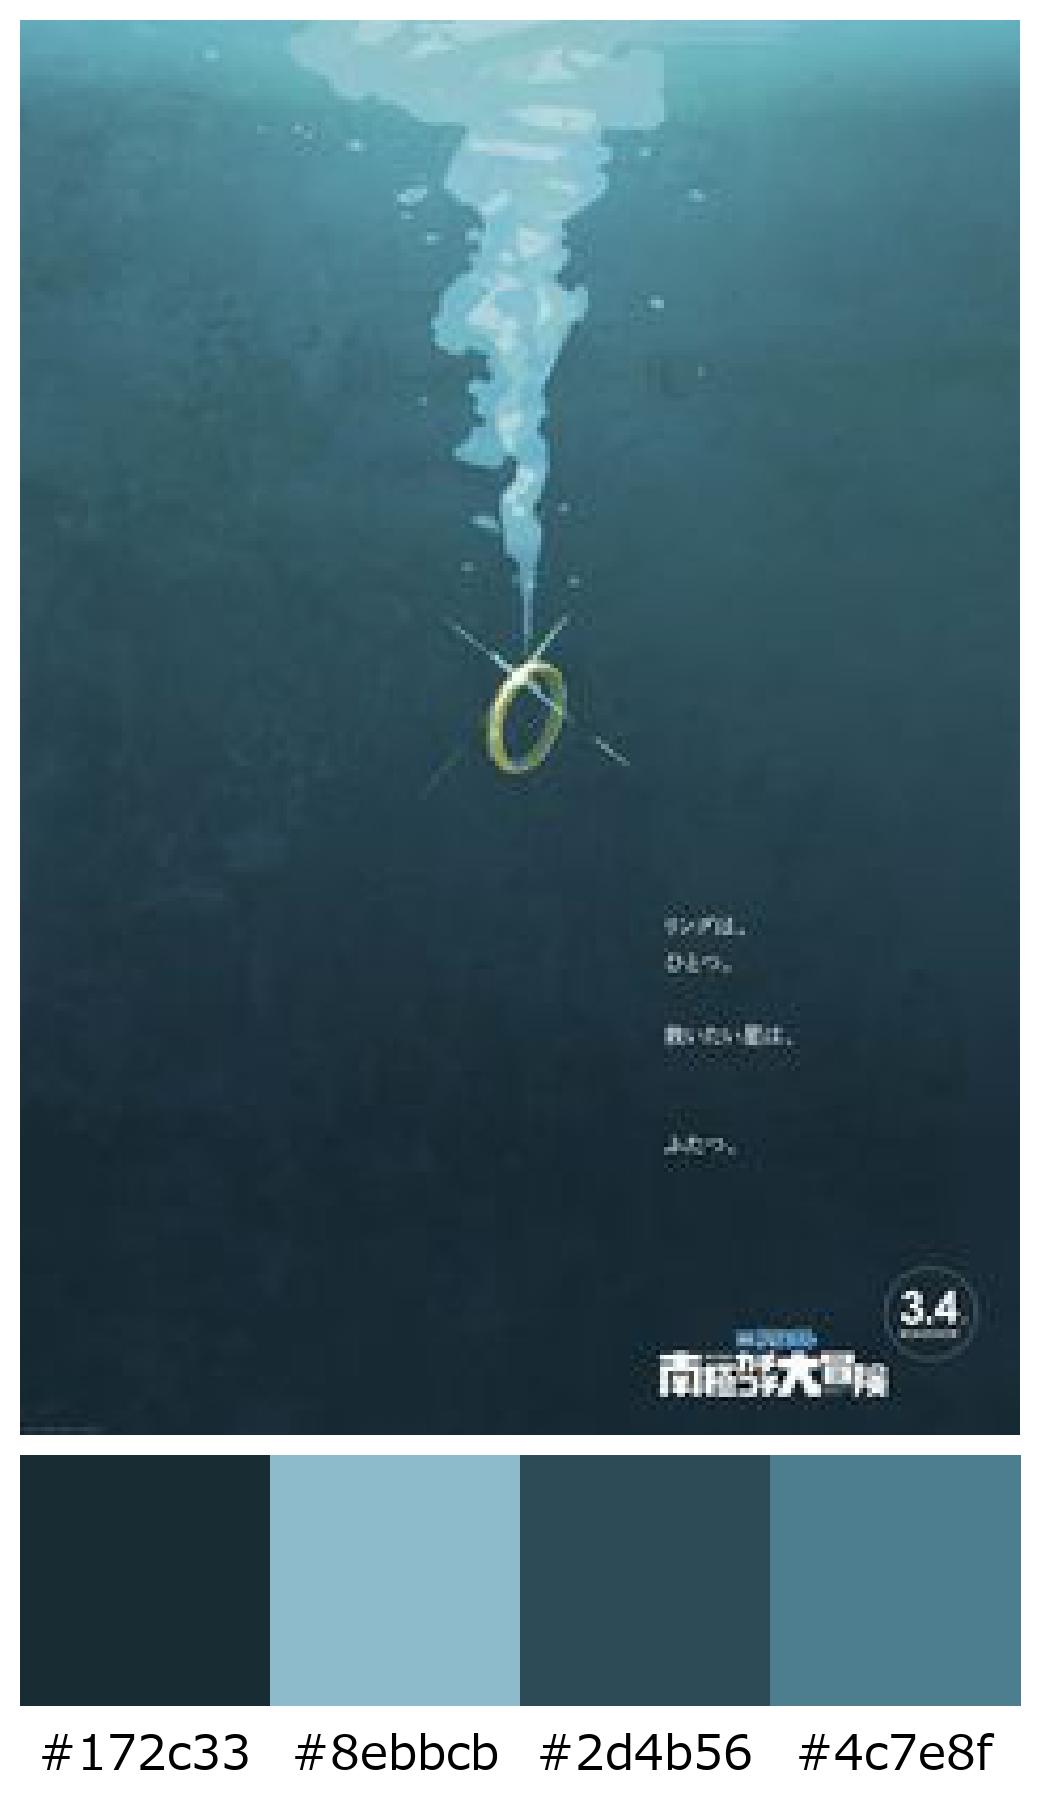 リングは、
ひとつ。
救いたい星は、
ふたつ。
3.4
南極カチコチ大冒険
#172c33 #8ebbcb #2d4b56 #4c7e8f